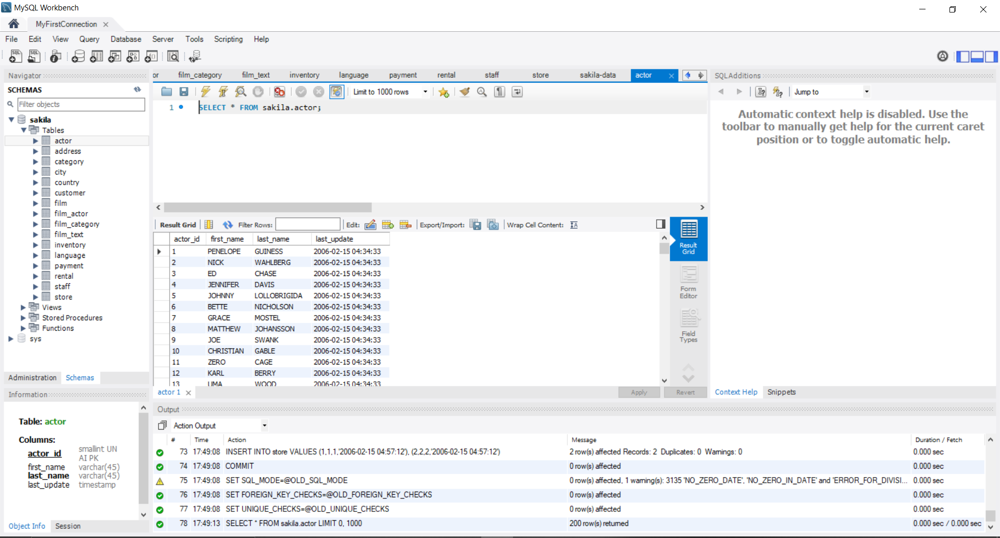 MySQL Workbench
MyFirstConnection
File Edit View Query Database Server Tools Scripting Help
Navigator
SCHEMAS
Filter objects
sakila
Tables
actor
address
category
city
country
customer
film
film_actor
film_category
film_text
inventory
language
payment
rental
staff
store
Views
Stored Procedures
Functions
sys
Administration Schemas
Information
Table: actor
Columns:
actor_id smallint UN
AI PK
first_name varchar(45)
last_name varchar(45)
last_update timestamp
Object Info Session
or film_category film_text inventory language payment rental staff store sakila-data actor
Limit to 1000 rows
1 SELECT * FROM sakila.actor;
Result Grid Filter Rows: Edit: Export/Import: Wrap Cell Content:
actor_id first_name last_name last_update
1 PENELOPE GUINESS 2006-02-15 04:34:33
2 NICK WAHLBERG 2006-02-15 04:34:33
3 ED CHASE 2006-02-15 04:34:33
4 JENNIFER DAVIS 2006-02-15 04:34:33
5 JOHNNY LOLLOBRIGIDA 2006-02-15 04:34:33
6 BETTE NICHOLSON 2006-02-15 04:34:33
7 GRACE MOSTEL 2006-02-15 04:34:33
8 MATTHEW JOHANSSON 2006-02-15 04:34:33
9 JOE SWANK 2006-02-15 04:34:33
10 CHRISTIAN GABLE 2006-02-15 04:34:33
11 ZERO CAGE 2006-02-15 04:34:33
12 KARL BERRY 2006-02-15 04:34:33
13 UMA WOOD 2006-02-15 04:34:33
Result
Grid
Form
Editor
Field
Types
actor 1
Apply Revert
SQLAdditions
Jump to
Automatic context help is disabled. Use the
toolbar to manually get help for the current caret
position or to toggle automatic help.
Context Help Snippets
Output
Action Output
# Time Action Message Duration / Fetch
73 17:49:08 INSERT INTO store VALUES (1,1,1,'2006-02-15 04:57:12'), (2,2,2,'2006-02-15 04:57:12') 2 row(s) affected Records: 2 Duplicates: 0 Warnings: 0 0.000 sec
74 17:49:08 COMMIT 0 row(s) affected 0.000 sec
75 17:49:08 SET SQL_MODE=@OLD_SQL_MODE 0 row(s) affected, 1 warning(s): 3135 'NO_ZERO_DATE', 'NO_ZERO_IN_DATE' and 'ERROR_FOR_DIVISI... 0.000 sec
76 17:49:08 SET FOREIGN_KEY_CHECKS=@OLD_FOREIGN_KEY_CHECKS 0 row(s) affected 0.000 sec
77 17:49:08 SET UNIQUE_CHECKS=@OLD_UNIQUE_CHECKS 0 row(s) affected 0.000 sec
78 17:49:13 SELECT * FROM sakila.actor LIMIT 0, 1000 200 row(s) returned 0.000 sec / 0.000 sec